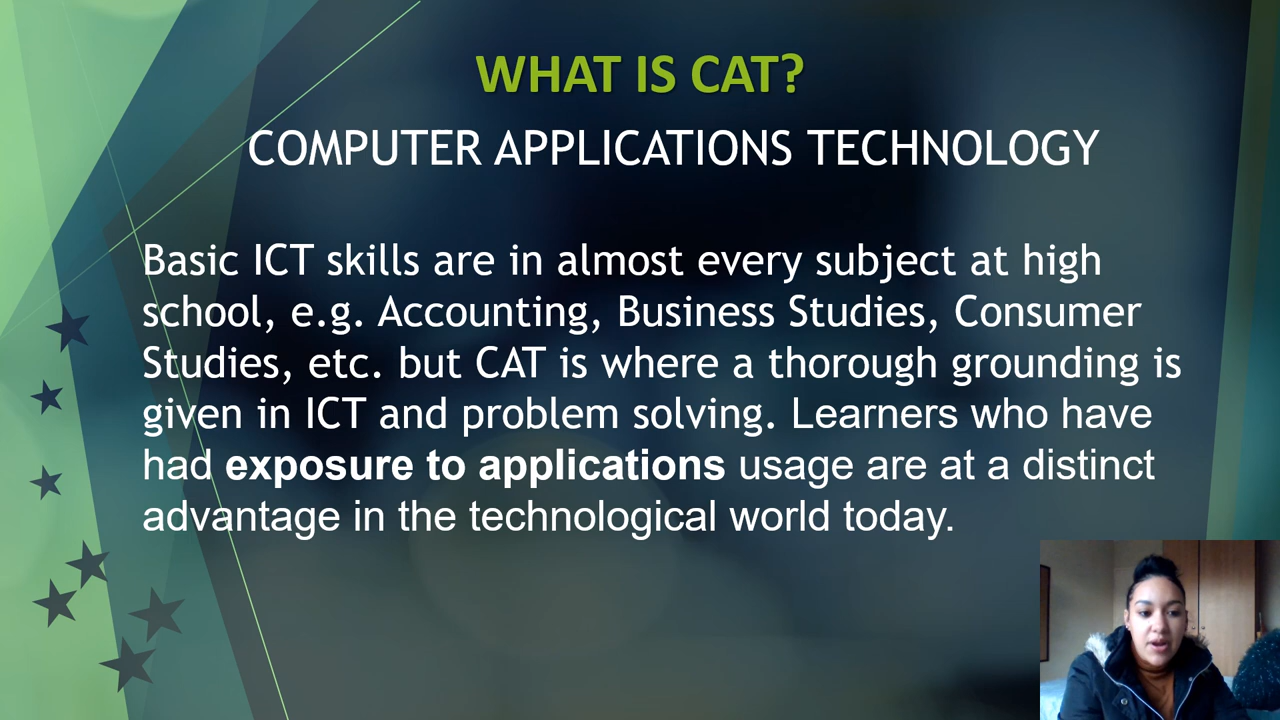 WHAT IS CAT?
COMPUTER APPLICATIONS TECHNOLOGY
Basic ICT skills are in almost every subject at high
school, e.g. Accounting, Business Studies, Consumer
Studies, etc. but CAT is where a thorough grounding is
given in ICT and problem solving. Learners who have
had exposure to applications usage are at a distinct
advantage in the technological world today.